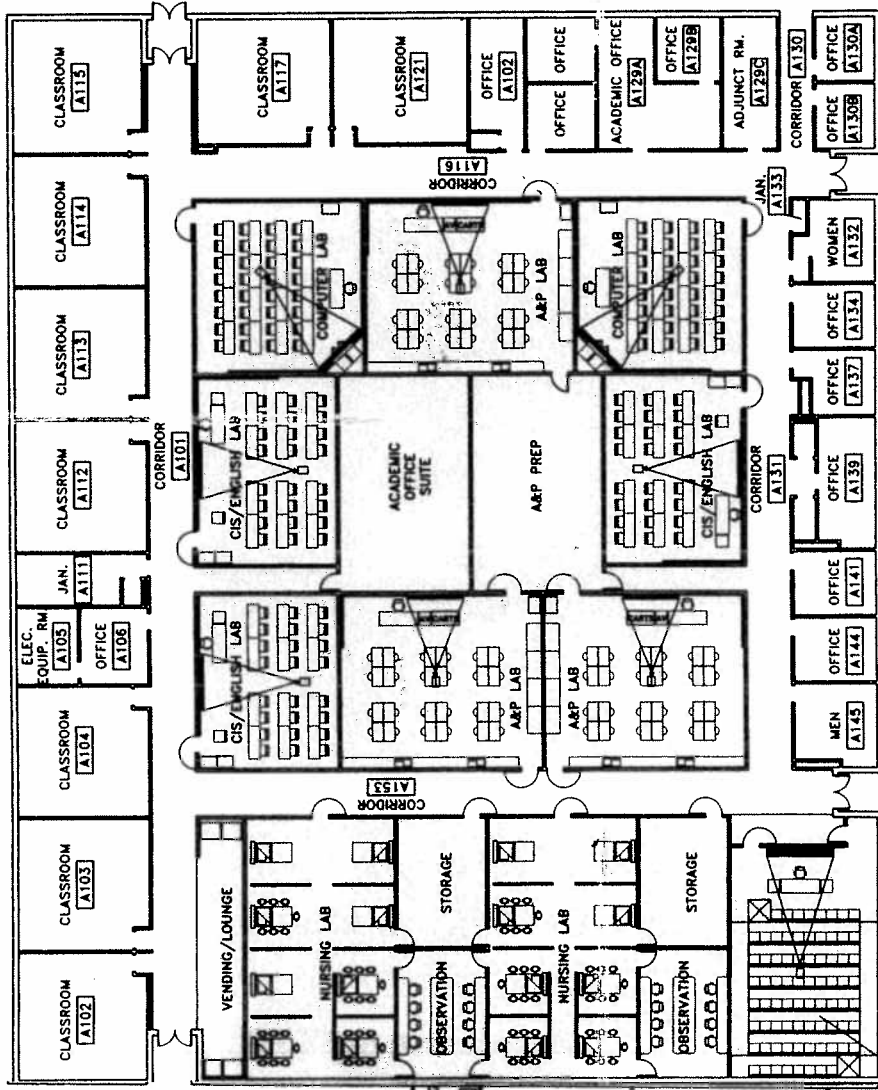 CLASSROOM
A115
CLASSROOM
A114
CLASSROOM
A113
CLASSROOM
A112
JAN.
A111
ELEC.
EQUIP. RM.
A105
OFFICE
A106
CLASSROOM
A104
CLASSROOM
A103
CLASSROOM
A102
CORRIDOR
A101
CLASSROOM
A117
CLASSROOM
A121
OFFICE
A102
OFFICE
OFFICE
ACADEMIC OFFICE
A129A
OFFICE
A129B
ADJUNCT RM.
A129C
CORRIDOR
A130
OFFICE
A130A
OFFICE
A130B
CORRIDOR
A116
JAN.
A133
COMPUTER LAB
A&P LAB
COMPUTER LAB
WOMEN
A132
OFFICE
A134
OFFICE
A137
OFFICE
A139
OFFICE
A141
OFFICE
A144
MEN
A145
CIS/ENGLISH LAB
ACADEMIC
OFFICE
SUITE
A&P PREP
CIS/ENGLISH LAB
CORRIDOR
A131
CIS/ENGLISH LAB
A&P LAB
A&P LAB
CORRIDOR
A153
VENDING/LOUNGE
NURSING LAB
STORAGE
OBSERVATION
NURSING LAB
STORAGE
OBSERVATION